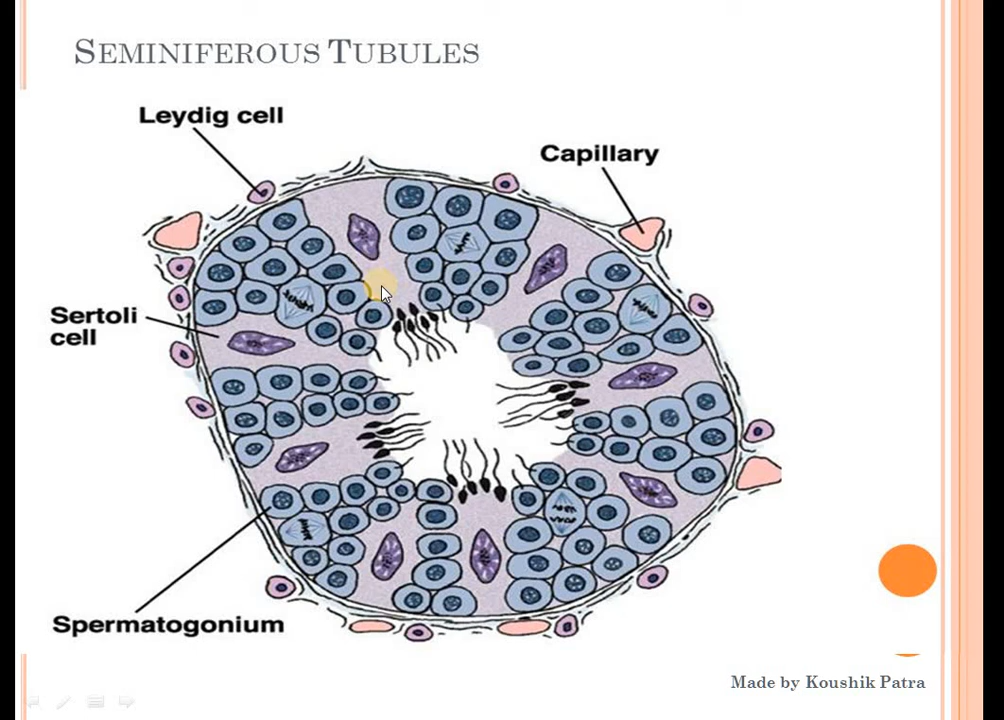 SEMINIFEROUS TUBULES
Leydig cell
Capillary
Sertoli
cell
Spermatogonium
Made by Koushik Patra